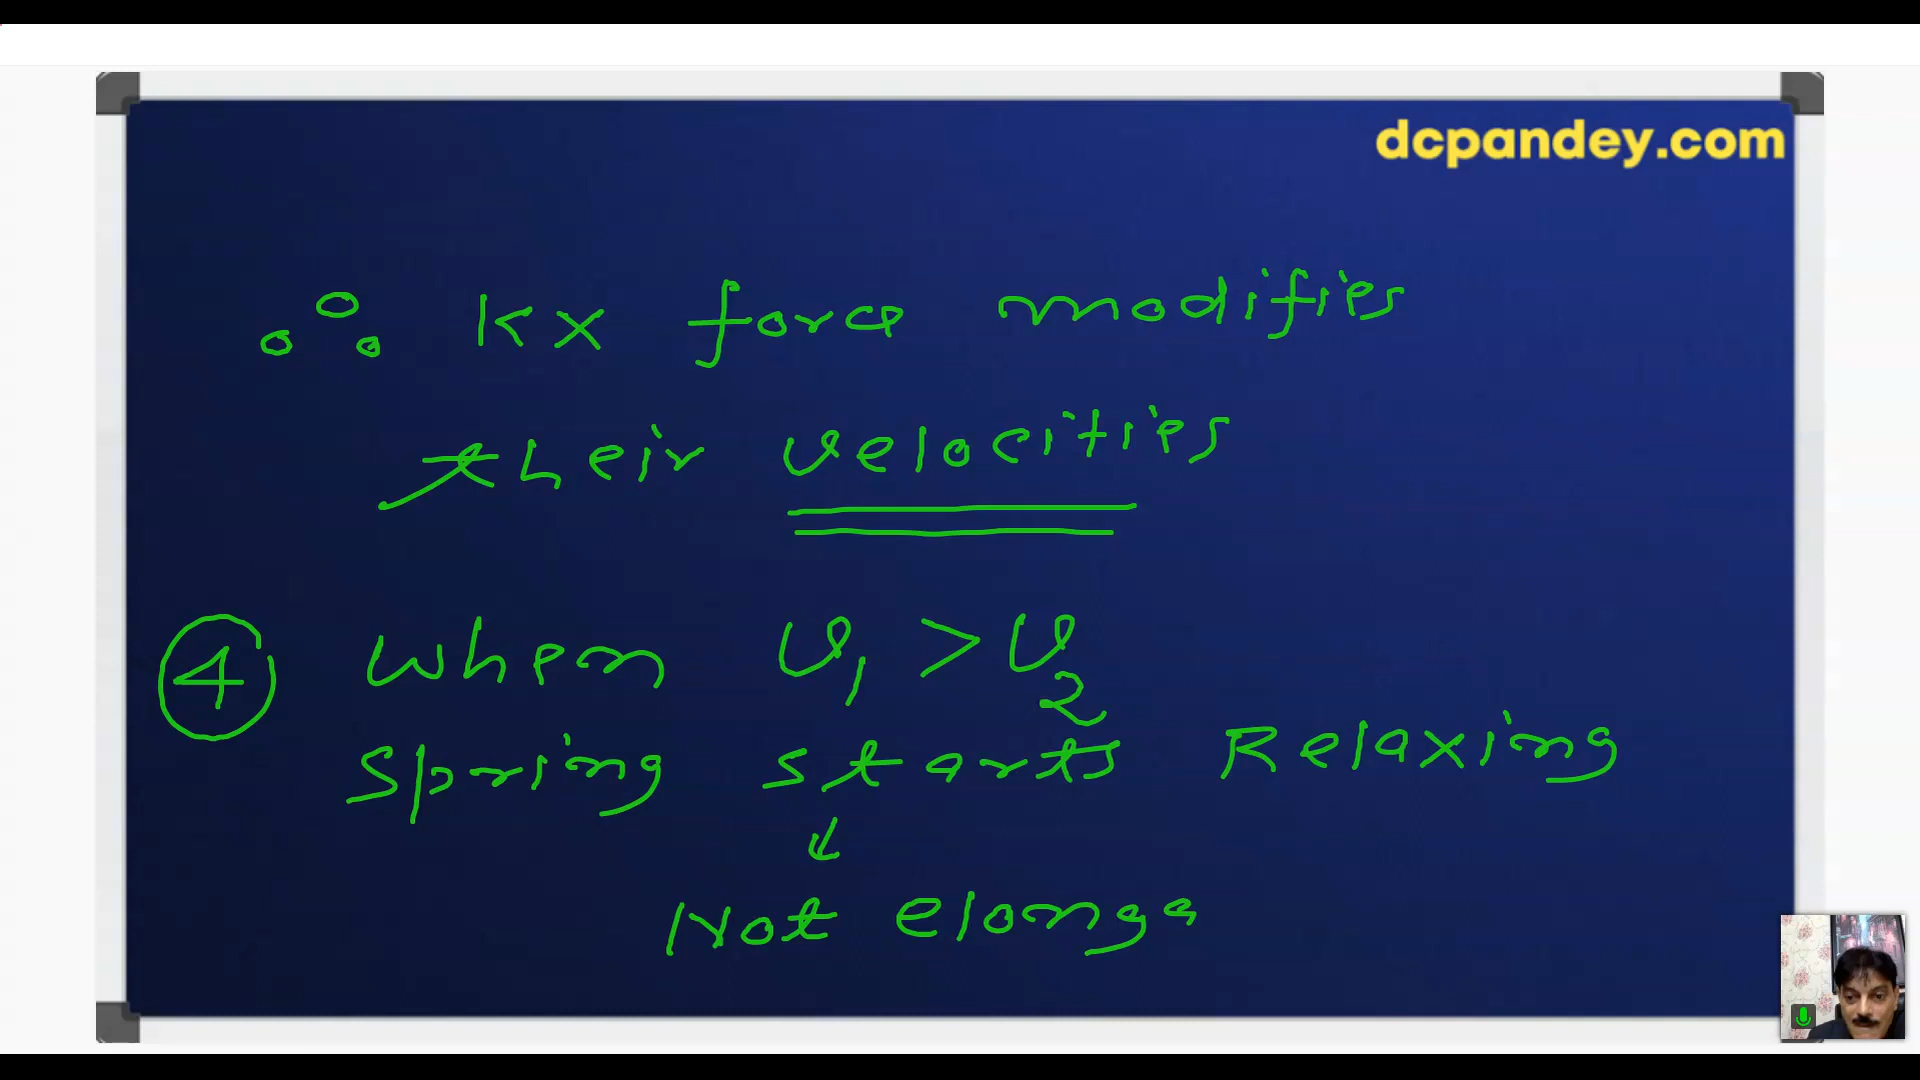 dcpandey.com
∴ kx force modifies
their velocities
④ when v₁ > v₂
spring starts Relaxing
↓
Not elonga